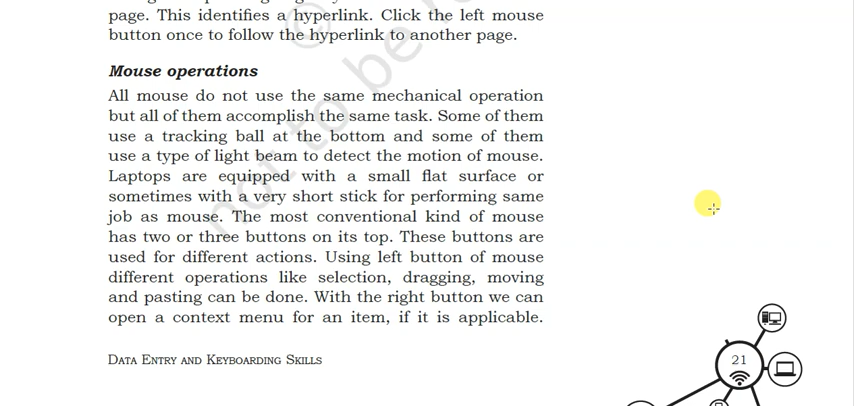 page. This identifies a hyperlink. Click the left mouse
button once to follow the hyperlink to another page.
Mouse operations
All mouse do not use the same mechanical operation
but all of them accomplish the same task. Some of them
use a tracking ball at the bottom and some of them
use a type of light beam to detect the motion of mouse.
Laptops are equipped with a small flat surface or
sometimes with a very short stick for performing same
job as mouse. The most conventional kind of mouse
has two or three buttons on its top. These buttons are
used for different actions. Using left button of mouse
different operations like selection, dragging, moving
and pasting can be done. With the right button we can
open a context menu for an item, if it is applicable.
DATA ENTRY AND KEYBOARDING SKILLS
21
© not to be